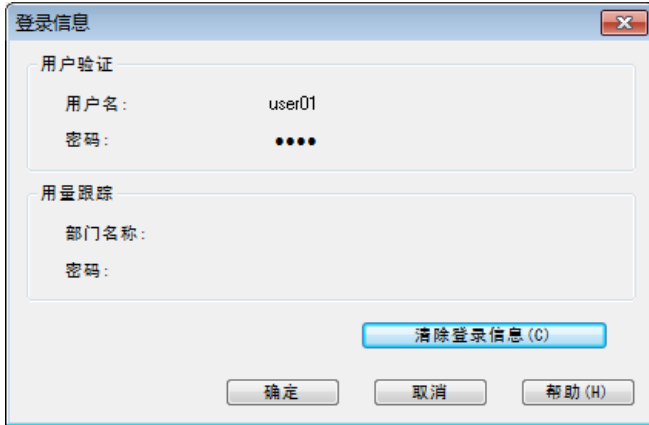 登录信息
用户验证
用户名: user01
密码: ●●●●
用量跟踪
部门名称:
密码:
清除登录信息(C)
确定 取消 帮助(H)